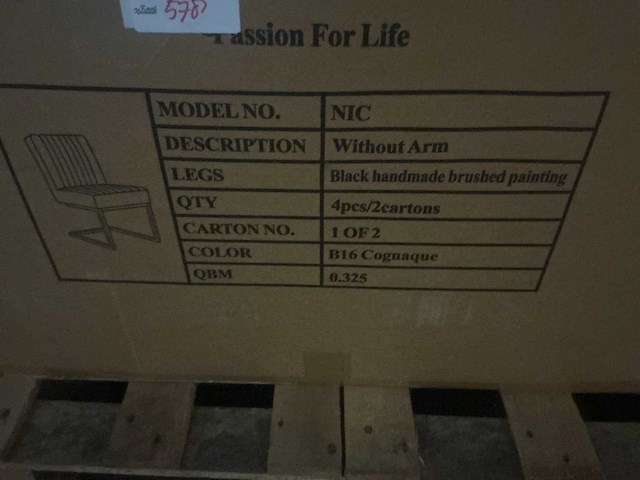 578
Passion For Life
MODEL NO. NIC
DESCRIPTION Without Arm
LEGS Black handmade brushed painting
QTY 4pcs/2cartons
CARTON NO. 1 OF 2
COLOR B16 Cognaque
QBM 0.325